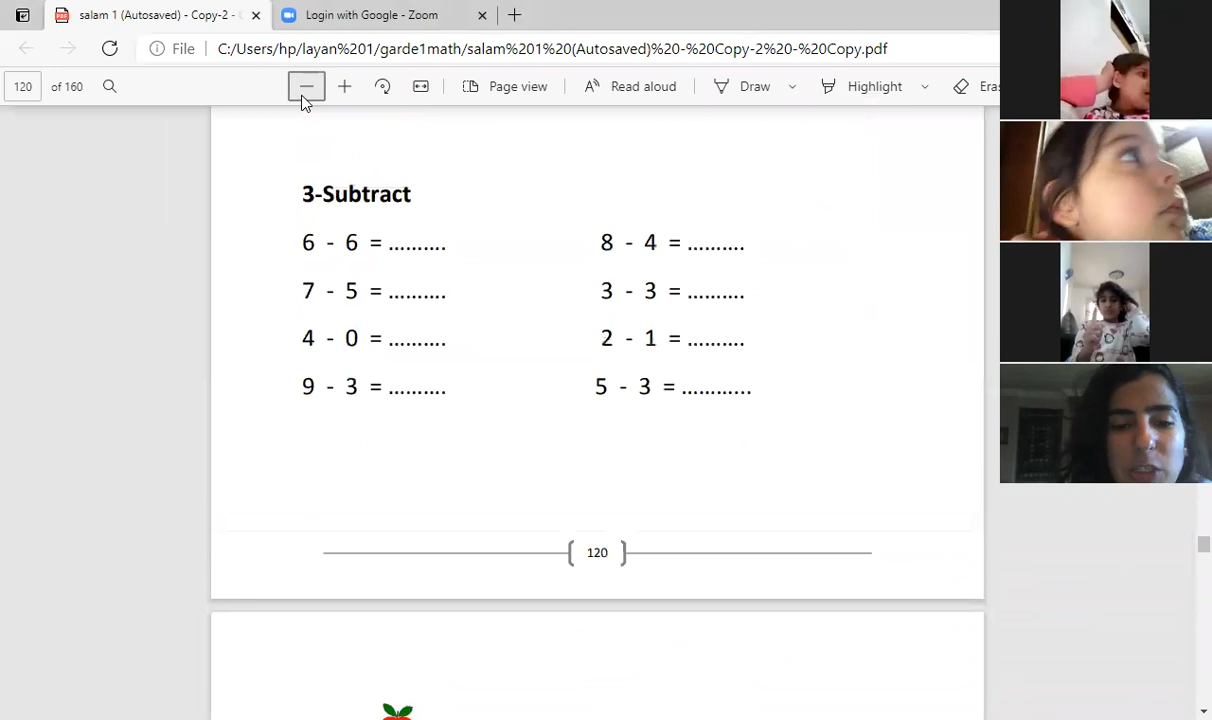 salam 1 (Autosaved) - Copy-2 - C
Login with Google - Zoom
File C:/Users/hp/layan%201/garde1math/salam%201%20(Autosaved)%20-%20Copy-2%20-%20Copy.pdf
120 of 160 Page view Read aloud Draw Highlight Eras
3-Subtract
6 - 6 = .......... 8 - 4 = ..........
7 - 5 = .......... 3 - 3 = ..........
4 - 0 = .......... 2 - 1 = ..........
9 - 3 = .......... 5 - 3 = ............
120